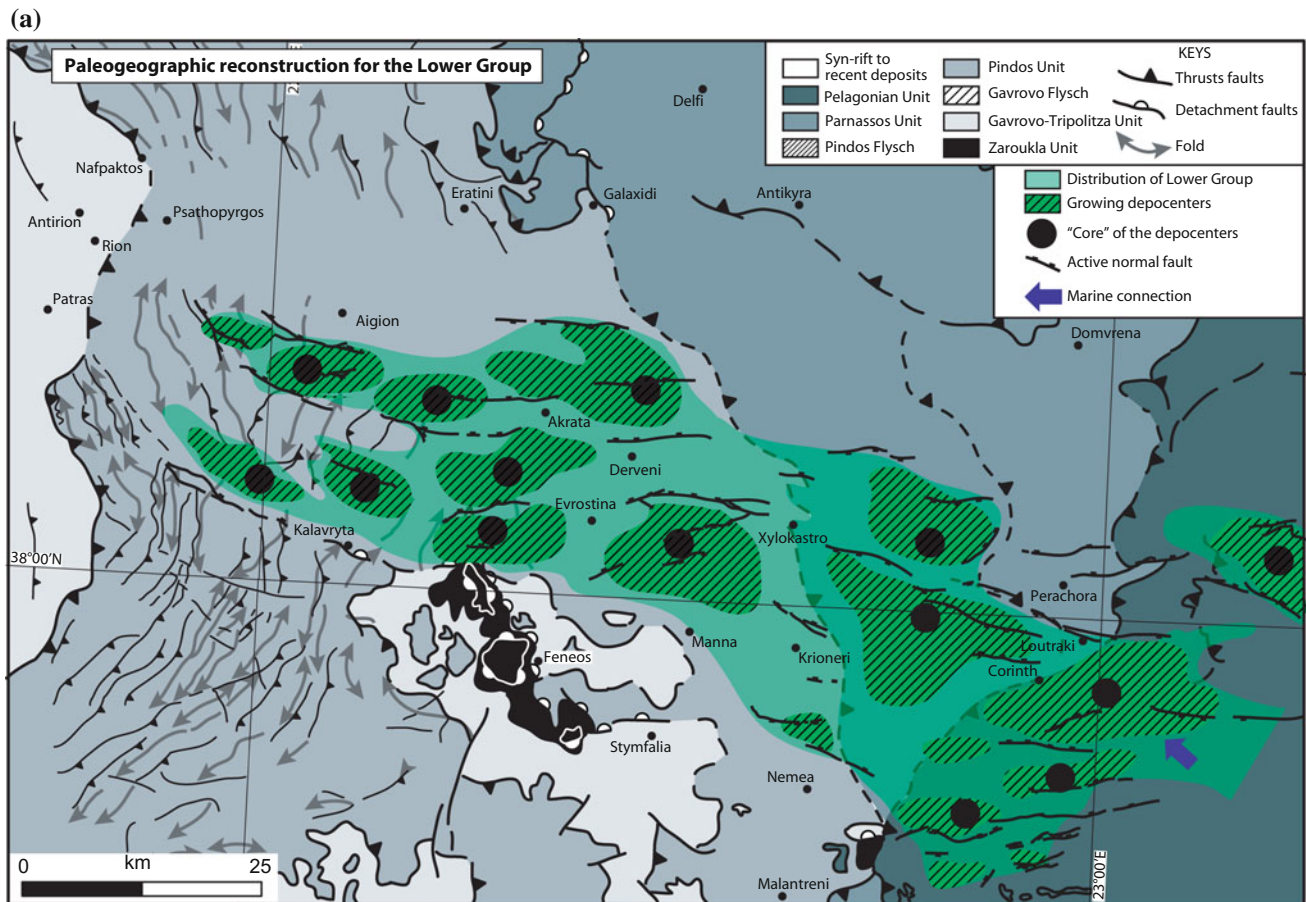 (a)
Paleogeographic reconstruction for the Lower Group
KEYS
Syn-rift to
recent deposits
Pelagonian Unit
Parnassos Unit
Pindos Flysch
Pindos Unit
Gavrovo Flysch
Gavrovo-Tripolitza Unit
Zaroukla Unit
Thrusts faults
Detachment faults
Fold
Distribution of Lower Group
Growing depocenters
"Core" of the depocenters
Active normal fault
Marine connection
Delfi
Nafpaktos
Eratini
Galaxidi
Antikyra
Antirion
Psathopyrgos
Rion
Patras
Aigion
Domvrena
Akrata
Derveni
Evrostina
Xylokastro
Kalavryta
38°00'N
Perachora
Manna
Krioneri
Loutraki
Feneos
Corinth
Stymfalia
Nemea
0
km
25
23°00'E
Malantreni